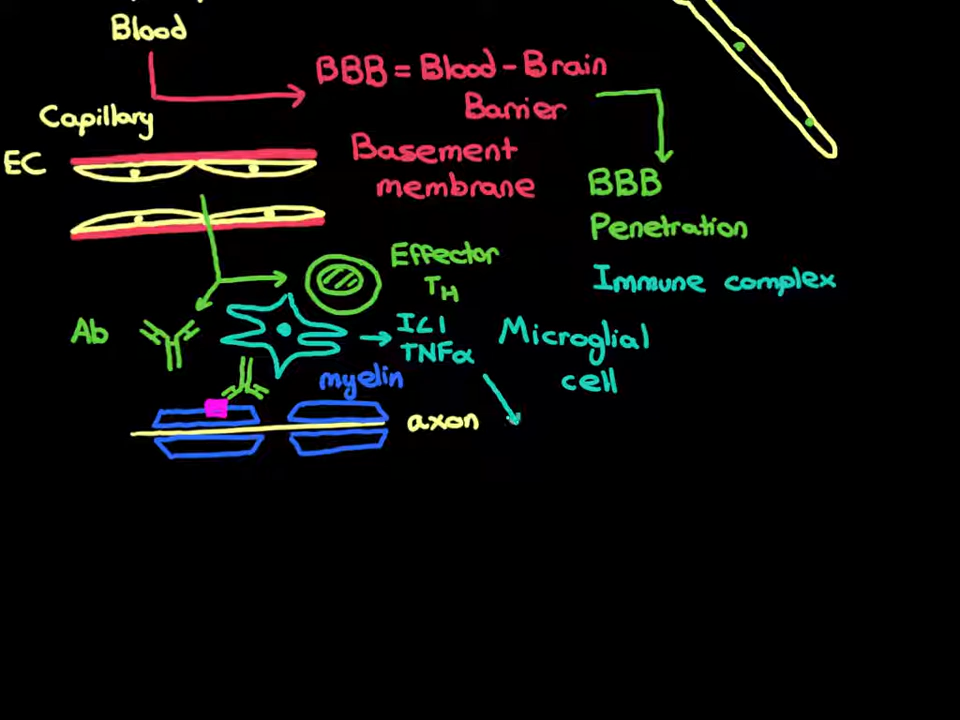 Blood
BBB = Blood-Brain
Barrier
Capillary
EC
Basement
membrane
BBB
Penetration
Effector
TH
Immune complex
Ab
IL1
TNFα
Microglial
cell
myelin
axon